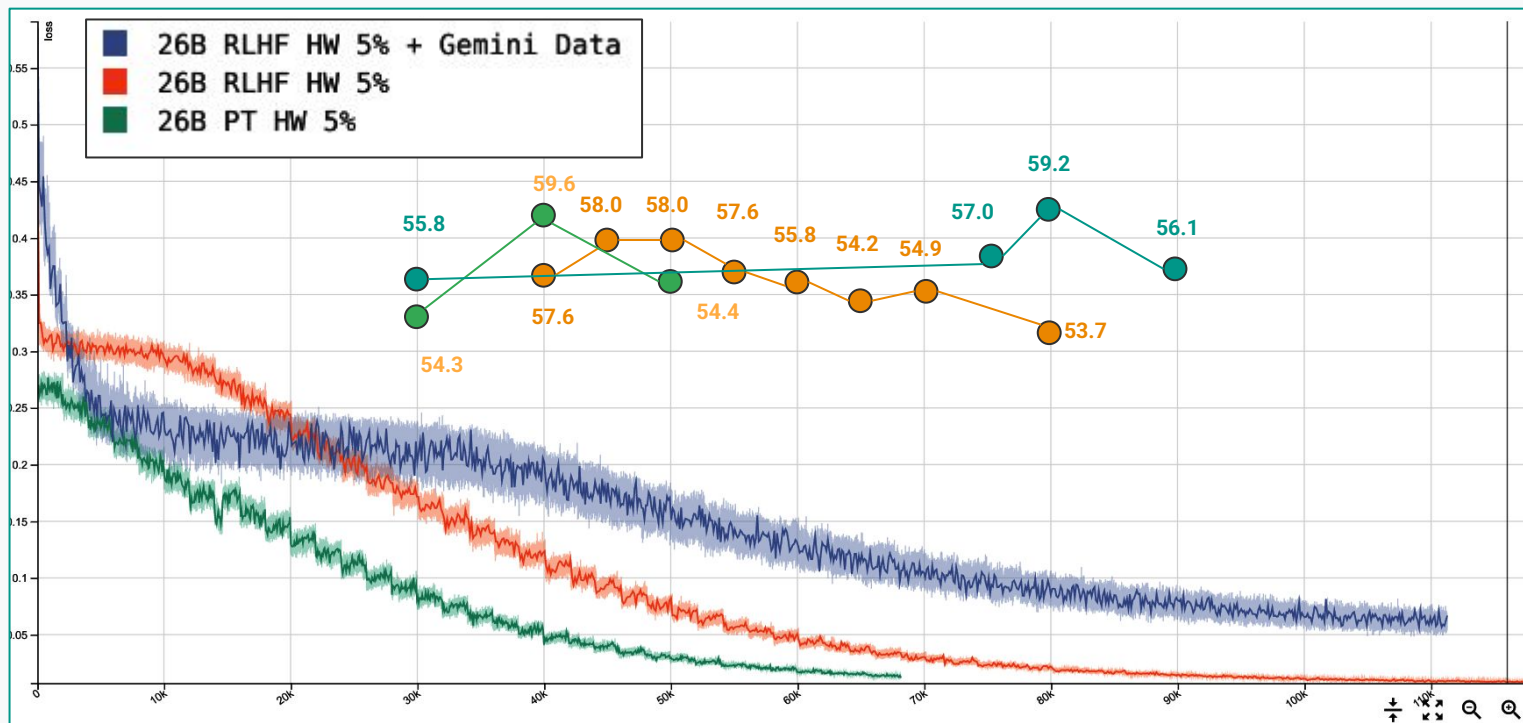 loss
26B RLHF HW 5% + Gemini Data
26B RLHF HW 5%
26B PT HW 5%
0.55
0.5
0.45
0.4
0.35
0.3
0.25
0.2
0.15
0.1
0.05
59.6
58.0
58.0
57.6
55.8
54.2
54.9
59.2
57.0
56.1
55.8
57.6
54.4
53.7
54.3
0
10k
20k
30k
40k
50k
60k
70k
80k
90k
100k
110k